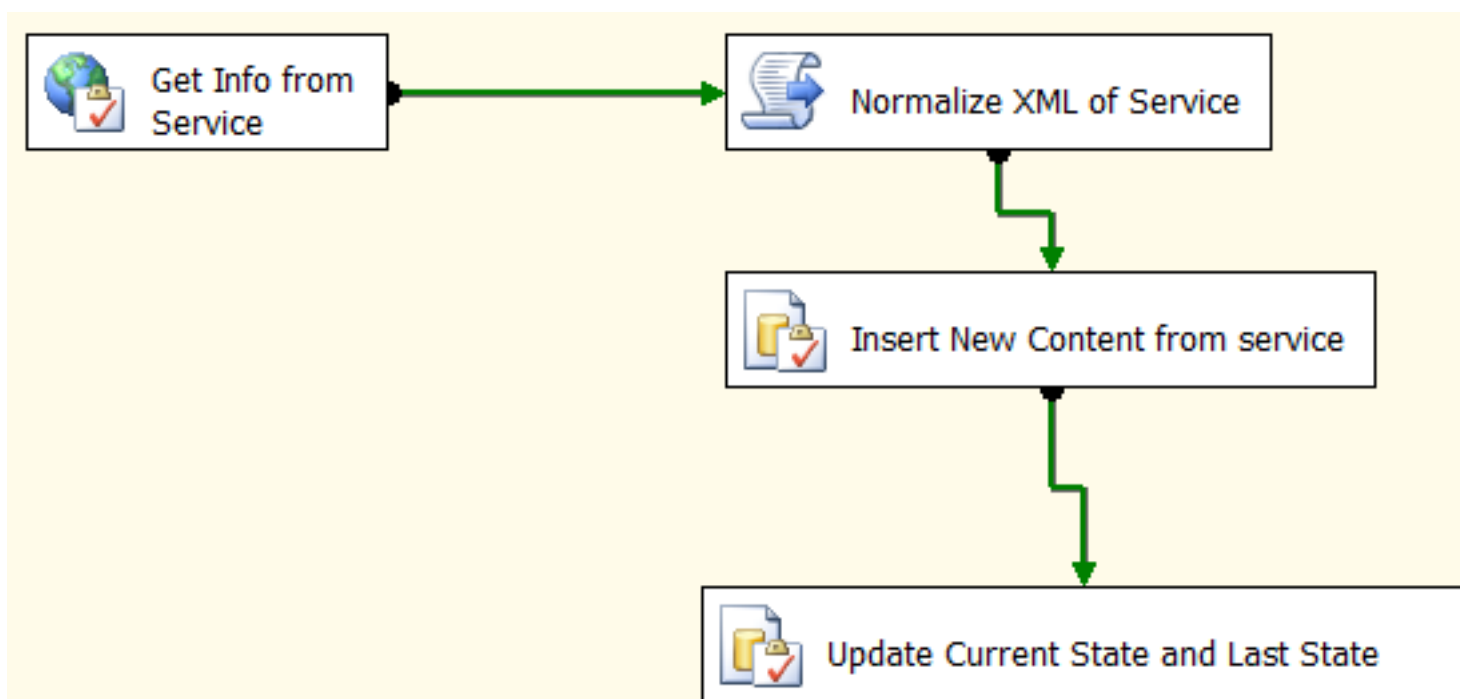 Get Info from
Service
Normalize XML of Service
Insert New Content from service
Update Current State and Last State